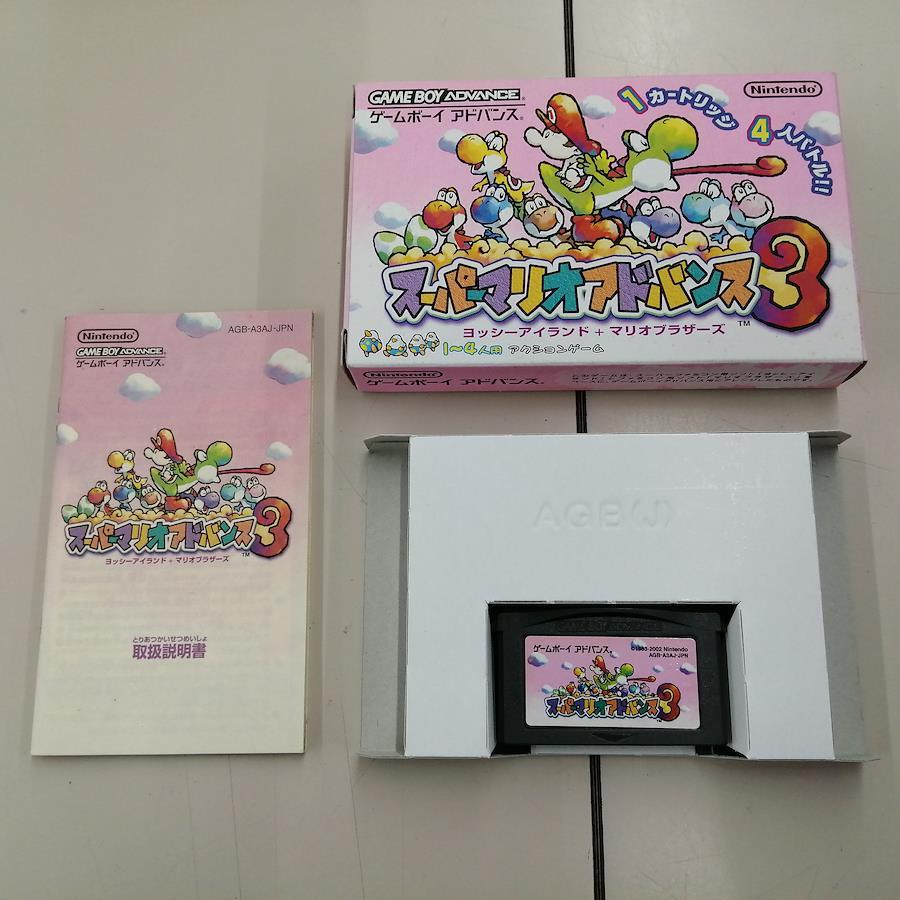 GAME BOY ADVANCE
ゲームボーイ アドバンス®
Nintendo®
1カートリッジ
4人バトル!!
スーパーマリオアドバンス3
ヨッシーアイランド + マリオブラザーズ™
1〜4人用 アクションゲーム
Nintendo®
ゲームボーイ アドバンス®
Nintendo®
AGB-A3AJ-JPN
GAME BOY ADVANCE
ゲームボーイ アドバンス®
スーパーマリオアドバンス3™
ヨッシーアイランド + マリオブラザーズ
とりあつかいせつめいしょ
取扱説明書
AGB(J)
GAME BOY ADVANCE
ゲームボーイ アドバンス®
©1983-2002 Nintendo
AGB-A3AJ-JPN
スーパーマリオアドバンス3